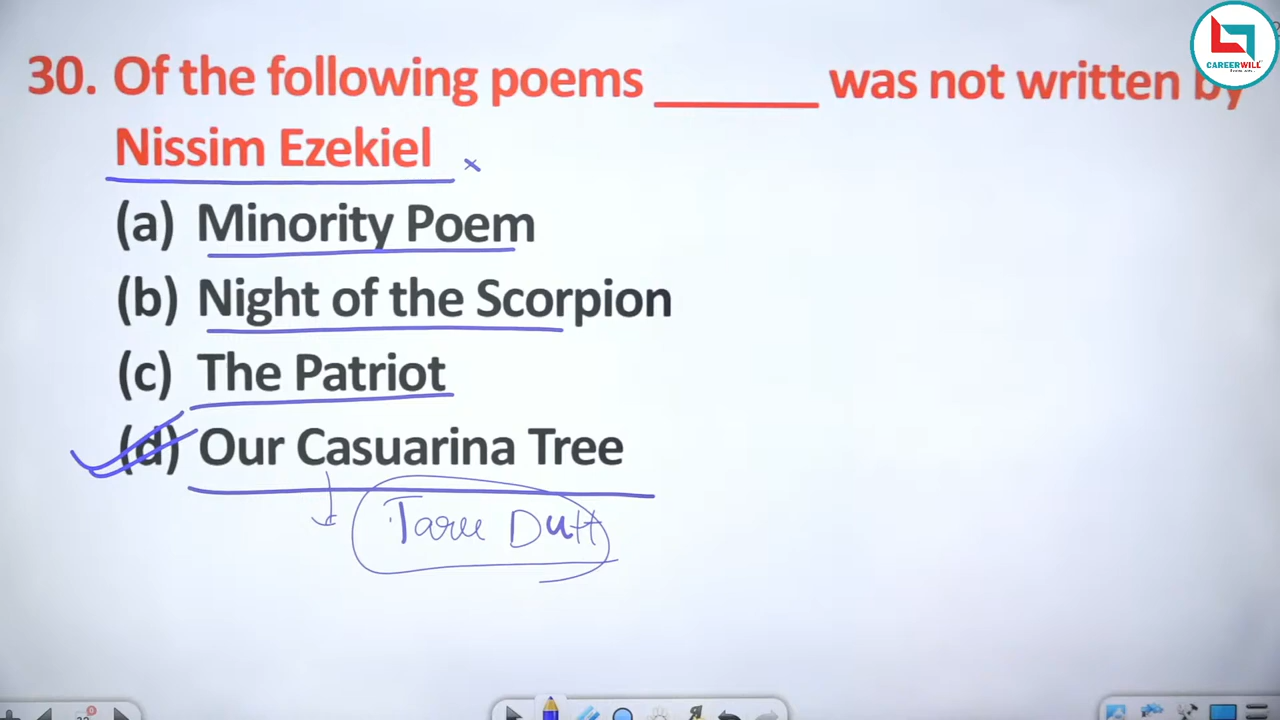 CAREERWILL
30. Of the following poems ______ was not written by
Nissim Ezekiel
(a) Minority Poem
(b) Night of the Scorpion
(c) The Patriot
(d) Our Casuarina Tree
Taru Dutt